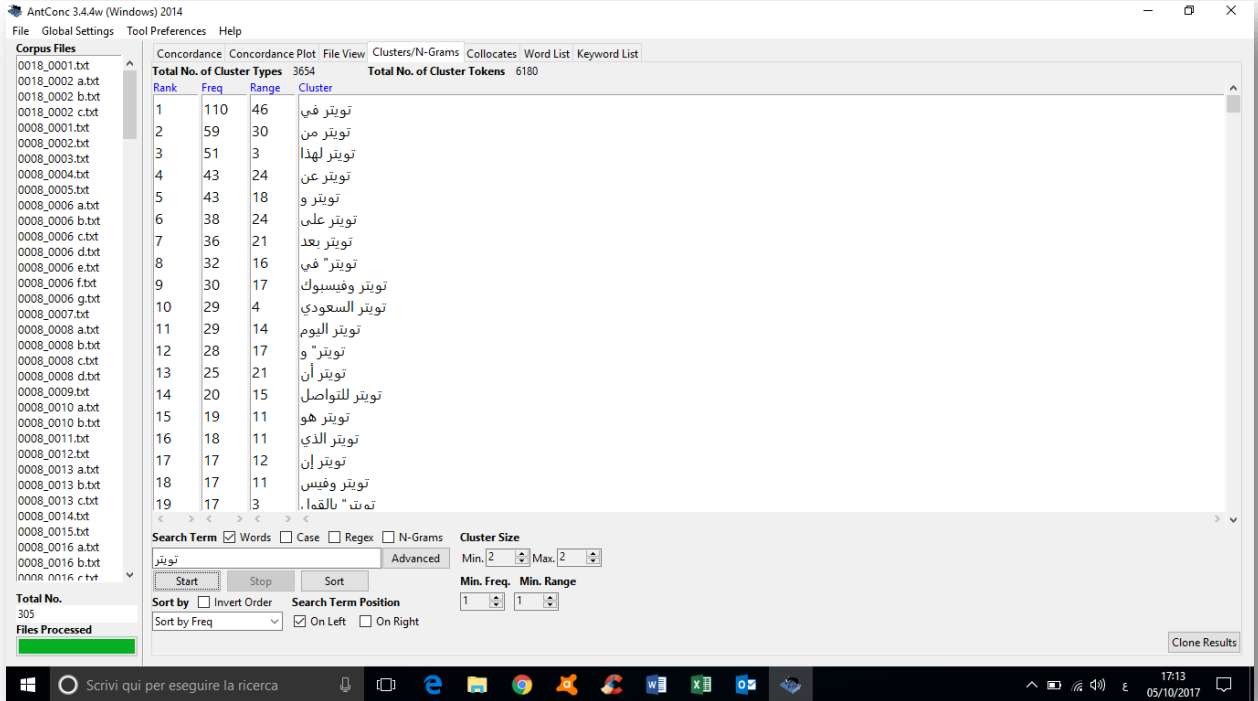 AntConc 3.4.4w (Windows) 2014
File Global Settings Tool Preferences Help
Corpus Files
0018_0001.txt
0018_0002 a.txt
0018_0002 b.txt
0018_0002 c.txt
0008_0001.txt
0008_0002.txt
0008_0003.txt
0008_0004.txt
0008_0005.txt
0008_0006 a.txt
0008_0006 b.txt
0008_0006 c.txt
0008_0006 d.txt
0008_0006 e.txt
0008_0006 f.txt
0008_0006 g.txt
0008_0007.txt
0008_0008 a.txt
0008_0008 b.txt
0008_0008 c.txt
0008_0008 d.txt
0008_0009.txt
0008_0010 a.txt
0008_0010 b.txt
0008_0011.txt
0008_0012.txt
0008_0013 a.txt
0008_0013 b.txt
0008_0013 c.txt
0008_0014.txt
0008_0015.txt
0008_0016 a.txt
0008_0016 b.txt
0008_0016 c.txt
Total No.
305
Files Processed
Concordance Concordance Plot File View Clusters/N-Grams Collocates Word List Keyword List
Total No. of Cluster Types 3654 Total No. of Cluster Tokens 6180
Rank Freq Range Cluster
1 110 46 تويتر في
2 59 30 تويتر من
3 51 3 تويتر لهذا
4 43 24 تويتر عن
5 43 18 تويتر و
6 38 24 تويتر على
7 36 21 تويتر بعد
8 32 16 تويتر" في
9 30 17 تويتر وفيسبوك
10 29 4 تويتر السعودي
11 29 14 تويتر اليوم
12 28 17 تويتر" و
13 25 21 تويتر أن
14 20 15 تويتر للتواصل
15 19 11 تويتر هو
16 18 11 تويتر الذي
17 17 12 تويتر إن
18 17 11 تويتر وفيس
19 17 3 تويتر" بالقول
Search Term Words Case Regex N-Grams Cluster Size
تويتر Advanced Min. 2 Max. 2
Start Stop Sort Min. Freq. Min. Range
Sort by Invert Order Search Term Position 1 1
Sort by Freq On Left On Right
Clone Results
Scrivi qui per eseguire la ricerca
ع
17:13
05/10/2017